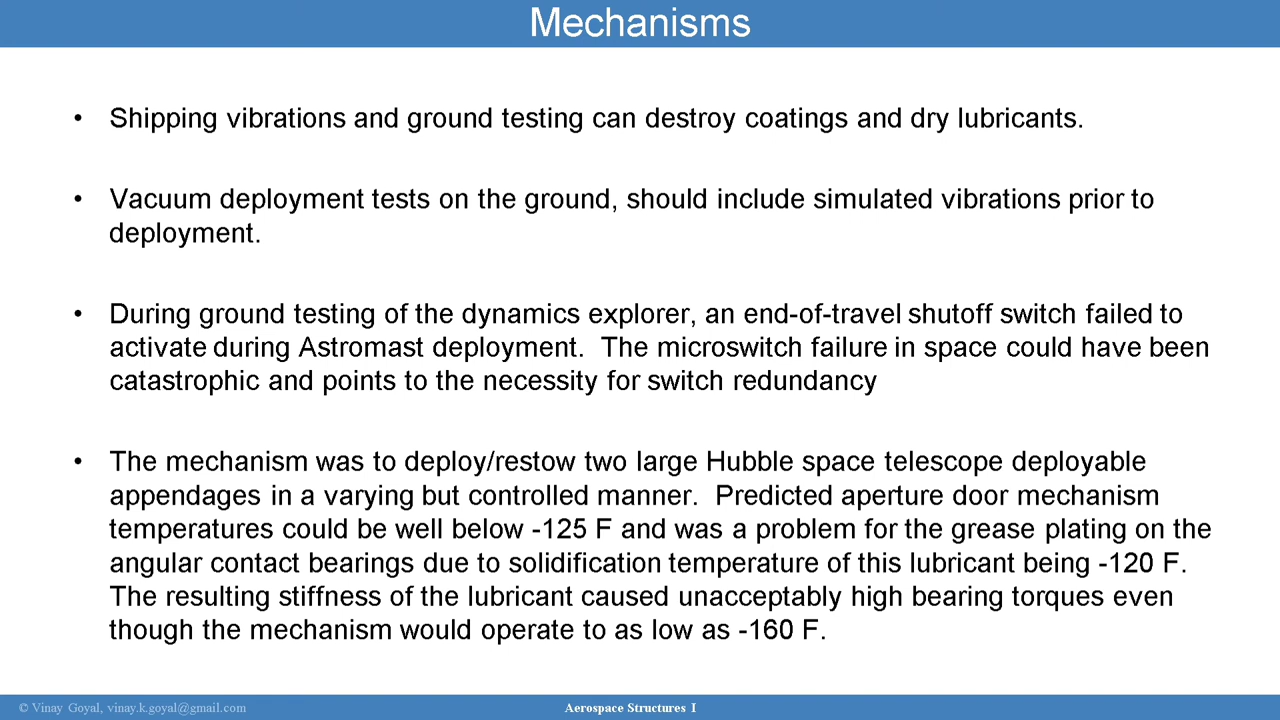 Mechanisms
• Shipping vibrations and ground testing can destroy coatings and dry lubricants.
• Vacuum deployment tests on the ground, should include simulated vibrations prior to
deployment.
• During ground testing of the dynamics explorer, an end-of-travel shutoff switch failed to
activate during Astromast deployment. The microswitch failure in space could have been
catastrophic and points to the necessity for switch redundancy
• The mechanism was to deploy/restow two large Hubble space telescope deployable
appendages in a varying but controlled manner. Predicted aperture door mechanism
temperatures could be well below -125 F and was a problem for the grease plating on the
angular contact bearings due to solidification temperature of this lubricant being -120 F.
The resulting stiffness of the lubricant caused unacceptably high bearing torques even
though the mechanism would operate to as low as -160 F.
© Vinay Goyal, vinay.k.goyal@gmail.com
Aerospace Structures I